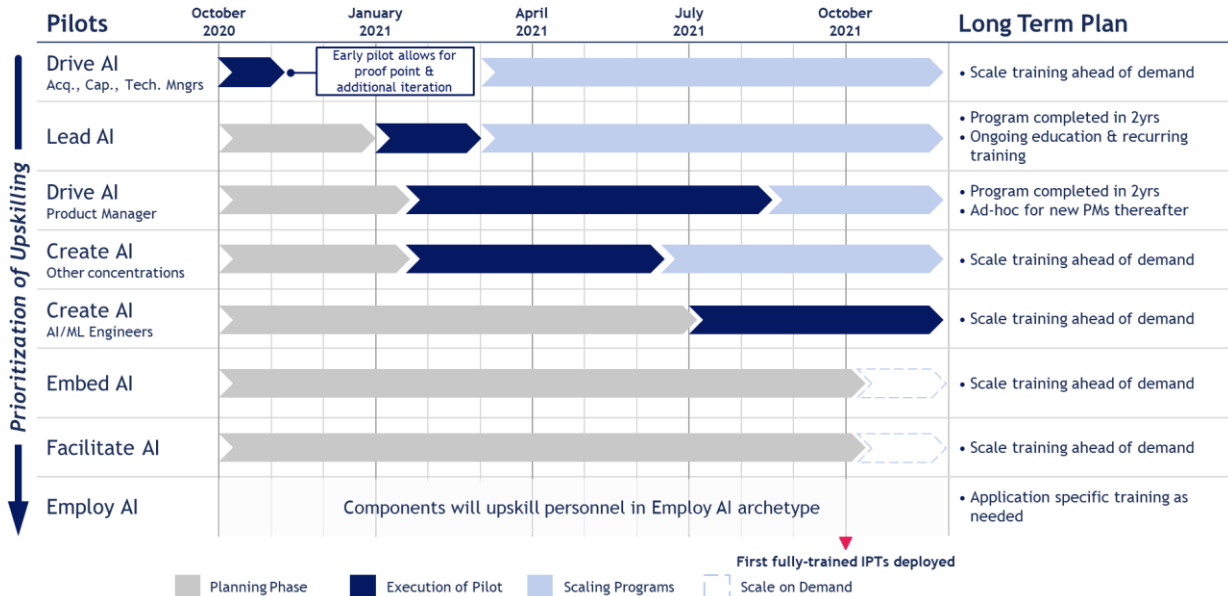 Pilots
October
2020
January
2021
April
2021
July
2021
October
2021
Long Term Plan
Prioritization of Upskilling
Drive AI
Acq., Cap., Tech. Mngrs
Early pilot allows for
proof point &
additional iteration
• Scale training ahead of demand
Lead AI
• Program completed in 2yrs
• Ongoing education & recurring
training
Drive AI
Product Manager
• Program completed in 2yrs
• Ad-hoc for new PMs thereafter
Create AI
Other concentrations
• Scale training ahead of demand
Create AI
AI/ML Engineers
• Scale training ahead of demand
Embed AI
• Scale training ahead of demand
Facilitate AI
• Scale training ahead of demand
Employ AI
Components will upskill personnel in Employ AI archetype
• Application specific training as
needed
First fully-trained IPTs deployed
Planning Phase
Execution of Pilot
Scaling Programs
Scale on Demand